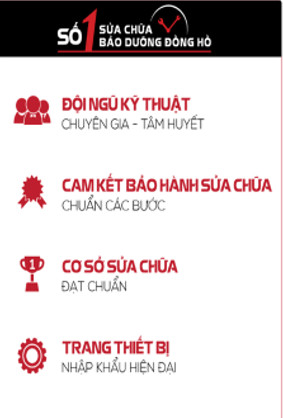 SỐ 1 SỬA CHỮA
BẢO DƯỠNG ĐỒNG HỒ
ĐỘI NGŨ KỸ THUẬT
CHUYÊN GIA - TÂM HUYẾT
CAM KẾT BẢO HÀNH SỬA CHỮA
CHUẨN CÁC BƯỚC
CƠ SỞ SỬA CHỮA
1
ĐẠT CHUẨN
TRANG THIẾT BỊ
NHẬP KHẨU HIỆN ĐẠI